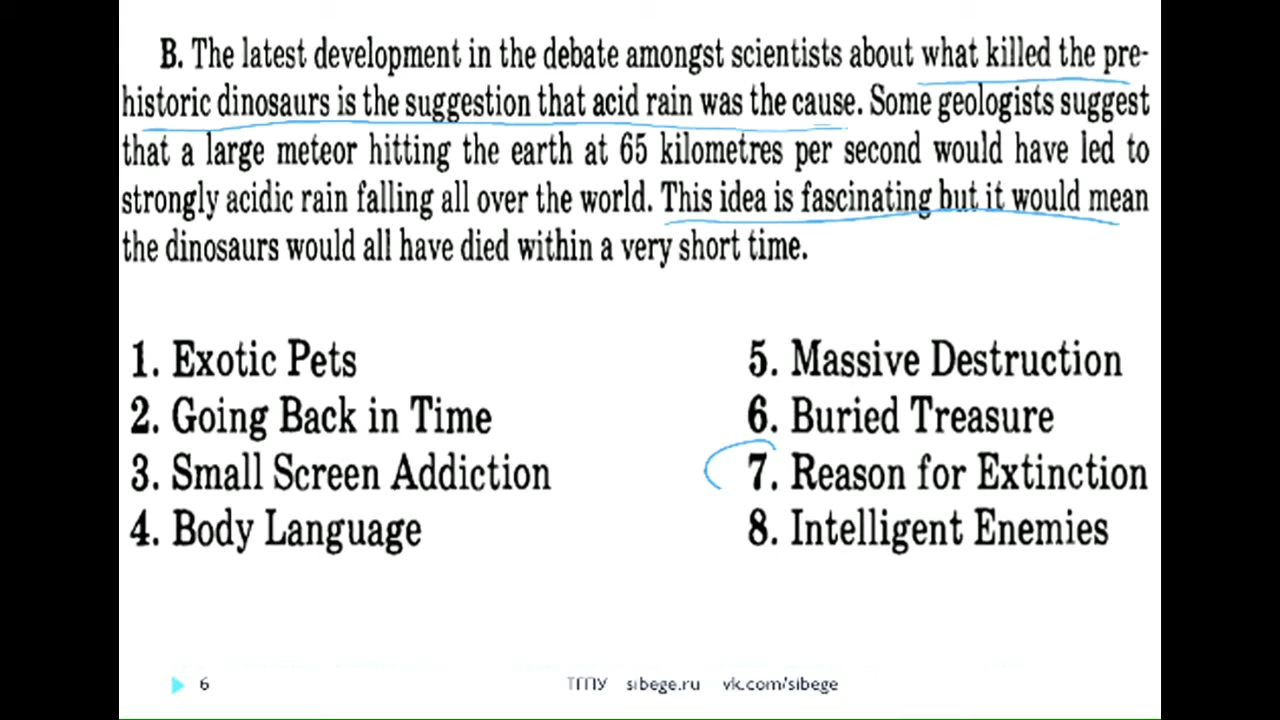 B. The latest development in the debate amongst scientists about what killed the pre-
historic dinosaurs is the suggestion that acid rain was the cause. Some geologists suggest
that a large meteor hitting the earth at 65 kilometres per second would have led to
strongly acidic rain falling all over the world. This idea is fascinating but it would mean
the dinosaurs would all have died within a very short time.
1. Exotic Pets
2. Going Back in Time
3. Small Screen Addiction
4. Body Language
5. Massive Destruction
6. Buried Treasure
7. Reason for Extinction
8. Intelligent Enemies
6 ТГПУ sibege.ru vk.com/sibege